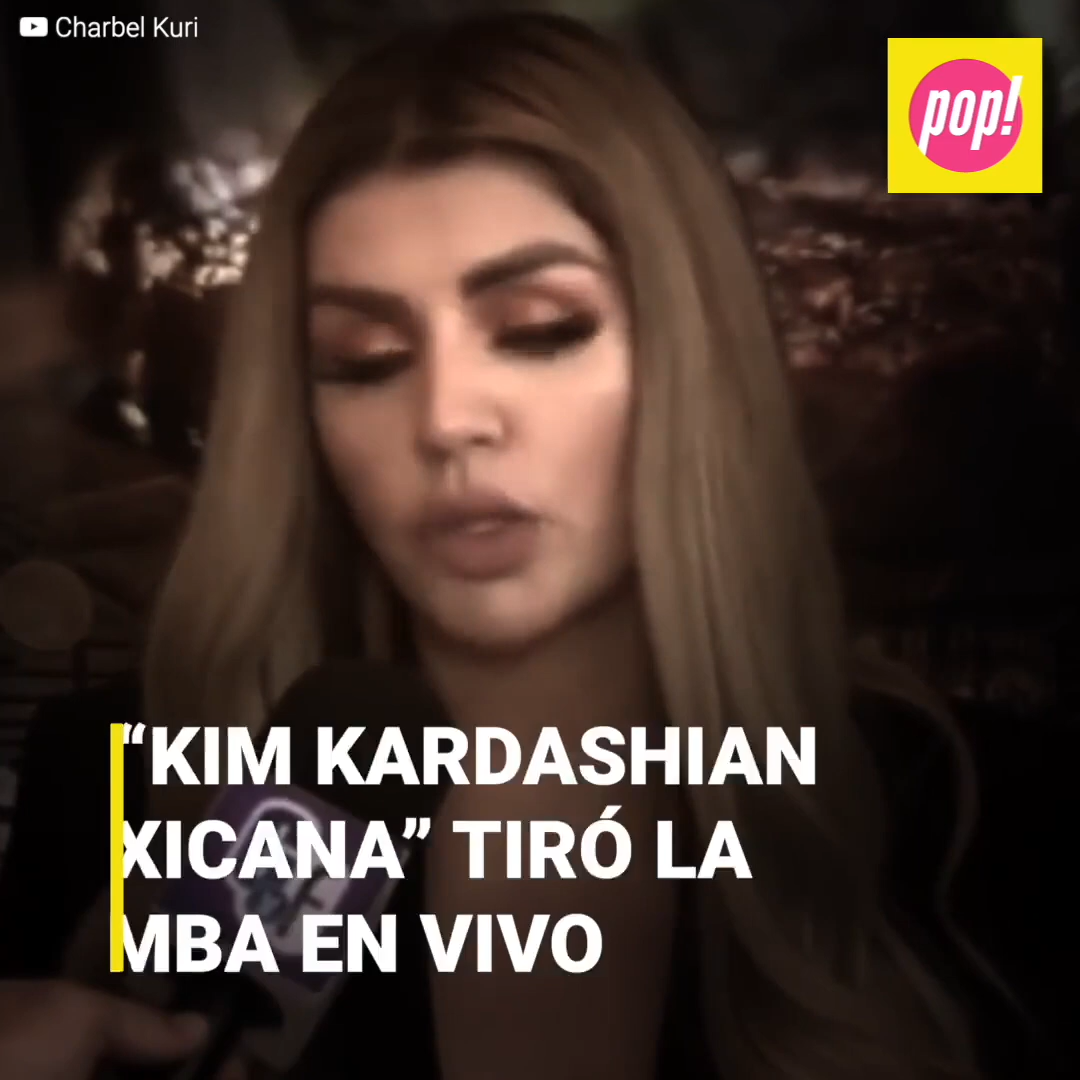 Charbel Kuri
pop!
“KIM KARDASHIAN
XICANA” TIRÓ LA
MBA EN VIVO